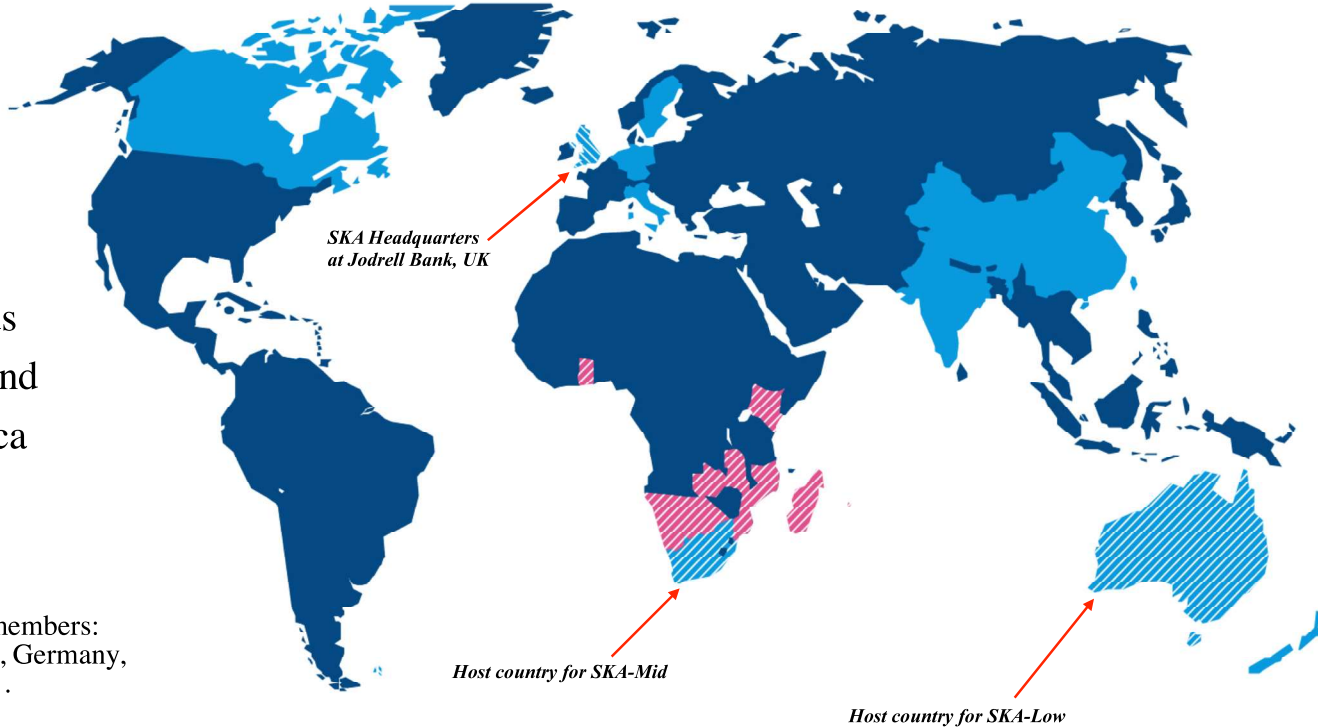 SKA Headquarters
at Jodrell Bank, UK
nd
ca
members:
, Germany,
.
Host country for SKA-Mid
Host country for SKA-Low